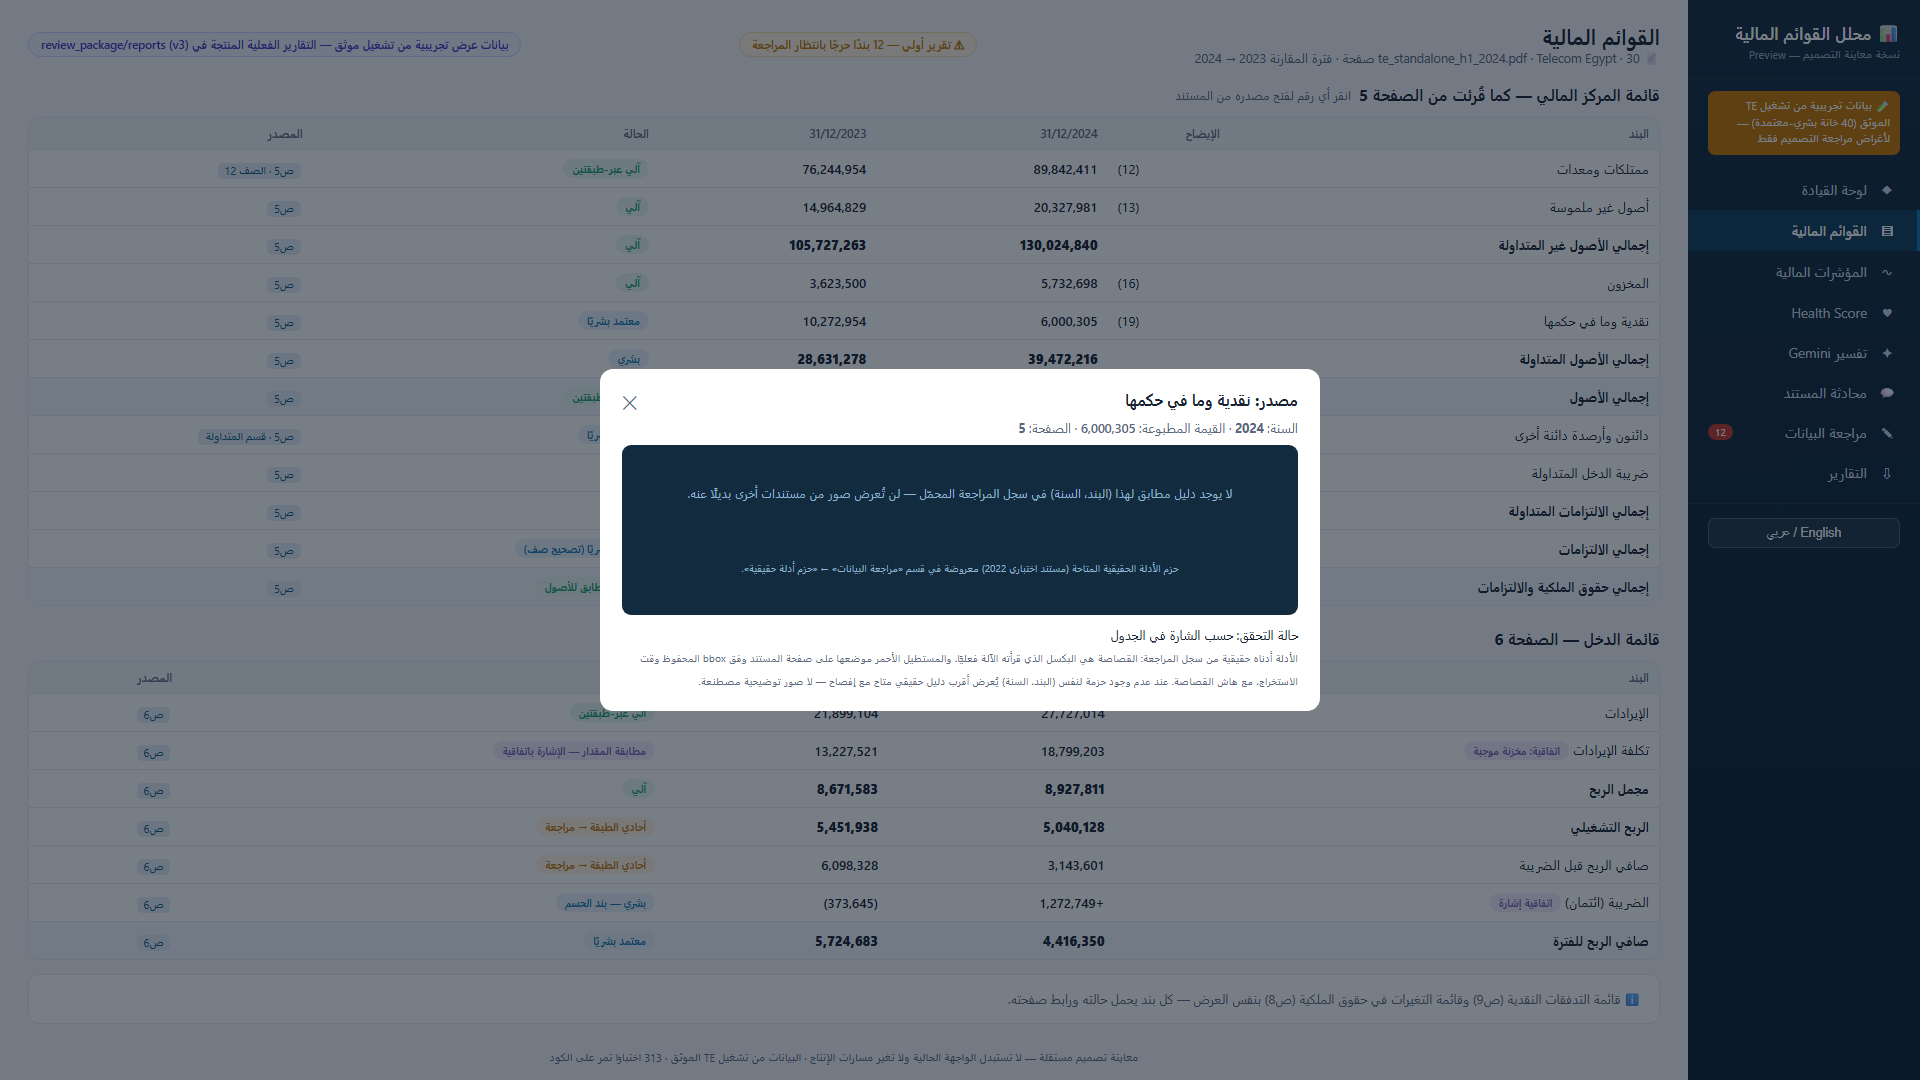 📊 محلل القوائم المالية
نسخة معاينة التصميم — Preview
🧪 بيانات تجريبية من تشغيل TE
الموثق (40 خانة بشري-معتمدة) —
لأغراض مراجعة التصميم فقط
لوحة القيادة
القوائم المالية
المؤشرات المالية
Health Score
تفسير Gemini
محادثة المستند
مراجعة البيانات 12
التقارير
عربي / English
القوائم المالية
te_standalone_h1_2024.pdf · Telecom Egypt · 30 صفحة · فترة المقارنة 2023 → 2024
⚠ تقرير أولي — 12 بندًا حرجًا بانتظار المراجعة
بيانات عرض تجريبية من تشغيل موثق — التقارير الفعلية المنتجة في review_package/reports (v3)
قائمة المركز المالي — كما قُرئت من الصفحة 5 انقر أي رقم لفتح مصدره من المستند
البند الإيضاح 31/12/2024 31/12/2023 الحالة المصدر
ممتلكات ومعدات (12) 89,842,411 76,244,954 آلي عبر-طبقتين ص5 · الصف 12
أصول غير ملموسة (13) 20,327,981 14,964,829 آلي ص5
إجمالي الأصول غير المتداولة 130,024,840 105,727,263 آلي ص5
المخزون (16) 5,732,698 3,623,500 آلي ص5
نقدية وما في حكمها (19) 6,000,305 10,272,954 معتمد بشريًا ص5
إجمالي الأصول المتداولة 39,472,216 28,631,278 بشري ص5
إجمالي الأصول ص5
دائنون وأرصدة دائنة أخرى ص5 · قسم المتداولة
ضريبة الدخل المتداولة ص5
إجمالي الالتزامات المتداولة ص5
إجمالي الالتزامات (تصحيح صف) ص5
إجمالي حقوق الملكية والالتزامات للأصول ص5
مصدر: نقدية وما في حكمها
السنة: 2024 · القيمة المطبوعة: 6,000,305 · الصفحة: 5
لا يوجد دليل مطابق لهذا (البند، السنة) في سجل المراجعة المحمّل — لن تُعرض صور من مستندات أخرى بديلًا عنه.
حزم الأدلة الحقيقية المتاحة (مستند اختباري 2022) معروضة في قسم «مراجعة البيانات» ← «حزم أدلة حقيقية».
حالة التحقق: حسب الشارة في الجدول
الأدلة أدناه حقيقية من سجل المراجعة: القصاصة هي البكسل الذي قرأته الآلة فعليًا، والمستطيل الأحمر موضعها على صفحة المستند وفق bbox المحفوظ وقت
الاستخراج، مع هاش القصاصة. عند عدم وجود حزمة لنفس (البند، السنة) يُعرض أقرب دليل حقيقي متاح مع إفصاح — لا صور توضيحية مصطنعة.
قائمة الدخل — الصفحة 6
البند المصدر
الإيرادات 27,727,014 21,899,104 آلي عبر-طبقتين ص6
تكلفة الإيرادات اتفاقية: مخزنة موجبة 18,799,203 13,227,521 مطابقة المقدار — الإشارة باتفاقية ص6
مجمل الربح 8,927,811 8,671,583 آلي ص6
الربح التشغيلي 5,040,128 5,451,938 أحادي الطبقة → مراجعة ص6
صافي الربح قبل الضريبة 3,143,601 6,098,328 أحادي الطبقة → مراجعة ص6
الضريبة (ائتمان) اتفاقية إشارة +1,272,749 (373,645) بشري — بند الحسم ص6
صافي الربح للفترة 4,416,350 5,724,683 معتمد بشريًا ص6
ℹ قائمة التدفقات النقدية (ص9) وقائمة التغيرات في حقوق الملكية (ص8) بنفس العرض — كل بند يحمل حالته ورابط صفحته.
معاينة تصميم مستقلة — لا تستبدل الواجهة الحالية ولا تغير مسارات الإنتاج · البيانات من تشغيل TE الموثق · 313 اختبارًا تمر على الكود